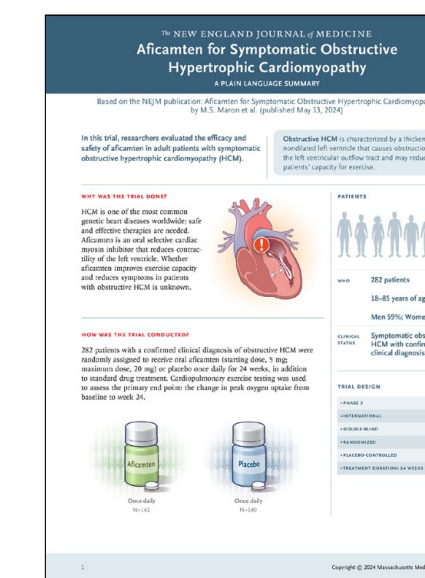 The NEW ENGLAND JOURNAL of MEDICINE
Aficamten for Symptomatic Obstructive
Hypertrophic Cardiomyopathy
A PLAIN LANGUAGE SUMMARY
Based on the NEJM publication: Aficamten for Symptomatic Obstructive Hypertrophic
by M.S. Maron et al. (published May 13, 2024)
In this trial, researchers evaluated the efficacy and
safety of aficamten in adult patients with symptomatic
obstructive hypertrophic cardiomyopathy (HCM).
Obstructive HCM is characterized by a
nondilated left ventricle that causes
the left ventricular outflow tract and may
patients' capacity for exercise.
WHY WAS THE TRIAL DONE?
HCM is one of the most common
genetic heart diseases worldwide; safe
and effective therapies are needed.
Aficamten is an oral selective cardiac
myosin inhibitor that reduces contrac-
tility of the left ventricle. Whether
aficamten improves exercise capacity
and reduces symptoms in patients
with obstructive HCM is unknown.
HOW WAS THE TRIAL CONDUCTED?
282 patients with a confirmed clinical diagnosis of obstructive HCM were
randomly assigned to receive oral aficamten (starting dose, 5 mg;
maximum dose, 20 mg) or placebo once daily for 24 weeks, in addition
to standard drug treatment. Cardiopulmonary exercise testing was used
to assess the primary end point: the change in peak oxygen uptake from
baseline to week 24.
Aficamten
Once daily
N=142
Placebo
Once daily
N=140
PATIENTS
WHO
282 patients
18–85 years of
Men 59%;
CLINICAL
STATUS
Symptomatic
HCM with
clinical diagnosis
TRIAL DESIGN
• PHASE 3
• INTERNATIONAL
• DOUBLE-BLIND
• RANDOMIZED
• PLACEBO-CONTROLLED
• TREATMENT DURATION: 24 WEEKS
1
Copyright © 2024 Massachusetts